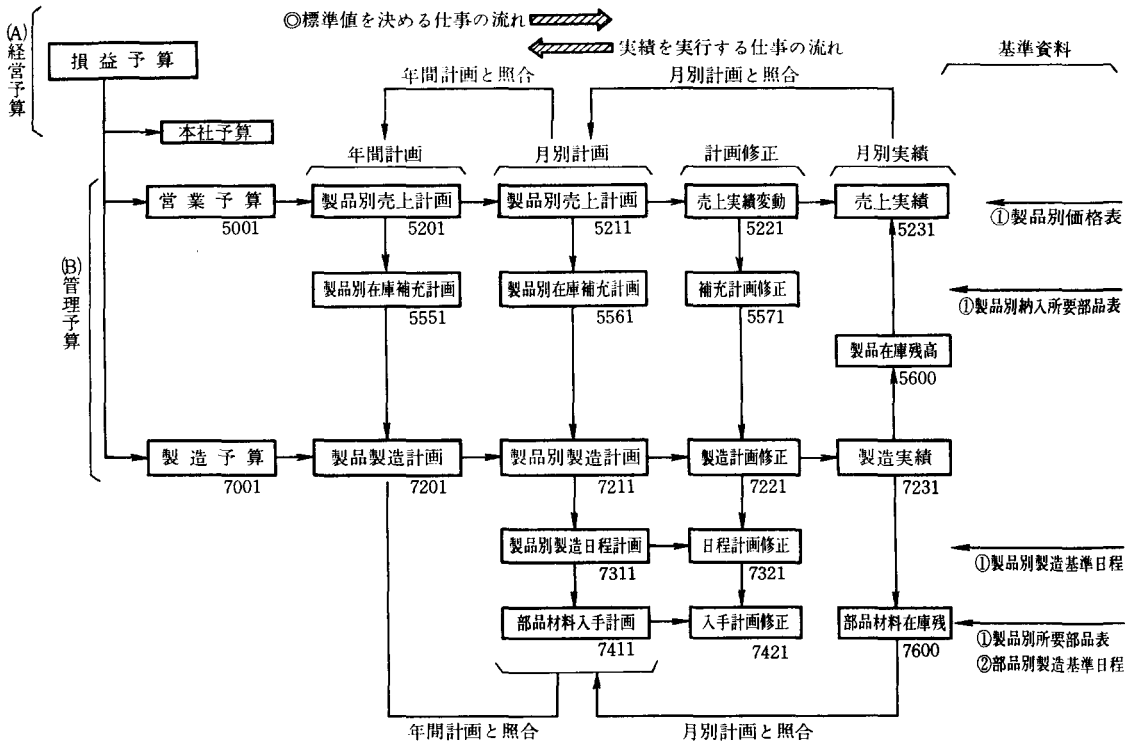 (A)経営予算
◎標準値を決める仕事の流れ
実績を実行する仕事の流れ
基準資料
損益予算
年間計画と照合
月別計画と照合
本社予算
年間計画
月別計画
計画修正
月別実績
(B)管理予算
営業予算
5001
製品別売上計画
5201
製品別売上計画
5211
売上実績変動
5221
売上実績
5231
①製品別価格表
製品別在庫補充計画
5551
製品別在庫補充計画
5561
補充計画修正
5571
①製品別納入所要部品表
製品在庫残高
5600
製造予算
7001
製品製造計画
7201
製品別製造計画
7211
製造計画修正
7221
製造実績
7231
製品別製造日程計画
7311
日程計画修正
7321
①製品別製造基準日程
部品材料入手計画
7411
入手計画修正
7421
部品材料在庫残
7600
①製品別所要部品表
②部品別製造基準日程
年間計画と照合
月別計画と照合